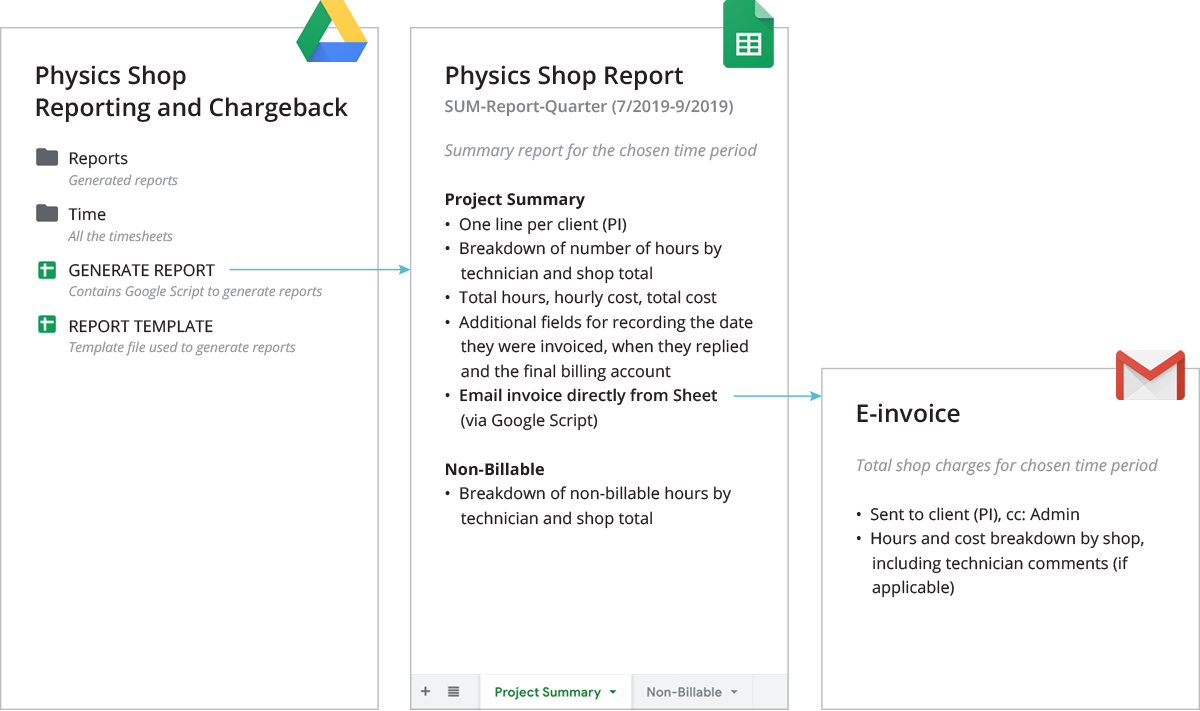 Physics Shop
Reporting and Chargeback
Reports
Generated reports
Time
All the timesheets
GENERATE REPORT
Contains Google Script to generate reports
REPORT TEMPLATE
Template file used to generate reports
Physics Shop Report
SUM-Report-Quarter (7/2019-9/2019)
Summary report for the chosen time period
Project Summary
• One line per client (PI)
• Breakdown of number of hours by
technician and shop total
• Total hours, hourly cost, total cost
• Additional fields for recording the date
they were invoiced, when they replied
and the final billing account
• Email invoice directly from Sheet
(via Google Script)
Non-Billable
• Breakdown of non-billable hours by
technician and shop total
+ Project Summary Non-Billable
E-invoice
Total shop charges for chosen time period
• Sent to client (PI), cc: Admin
• Hours and cost breakdown by shop,
including technician comments (if
applicable)